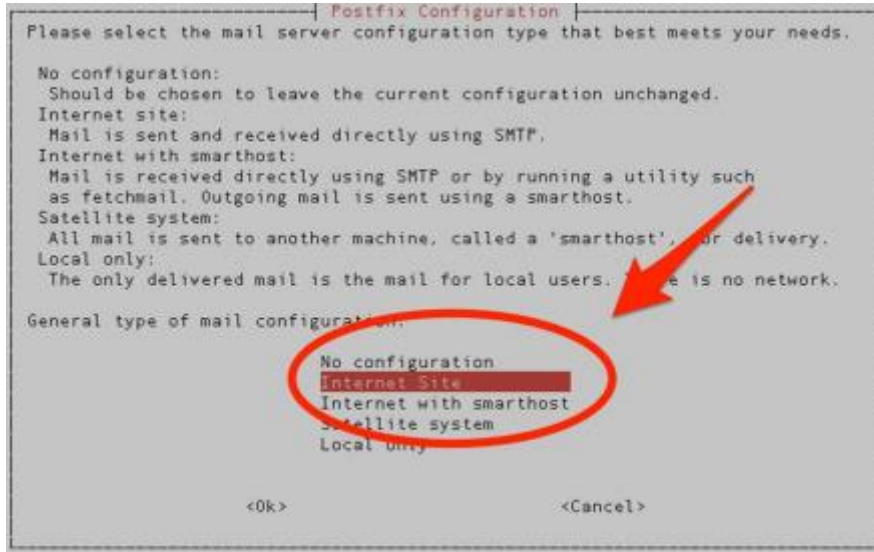 Postfix Configuration
Please select the mail server configuration type that best meets your needs.
No configuration:
Should be chosen to leave the current configuration unchanged.
Internet site:
Mail is sent and received directly using SMTP.
Internet with smarthost:
Mail is received directly using SMTP or by running a utility such
as fetchmail. Outgoing mail is sent using a smarthost.
Satellite system:
All mail is sent to another machine, called a 'smarthost', for delivery.
Local only:
The only delivered mail is the mail for local users. There is no network.
General type of mail configuration:
No configuration
Internet Site
Internet with smarthost
Satellite system
Local only
<Ok> <Cancel>